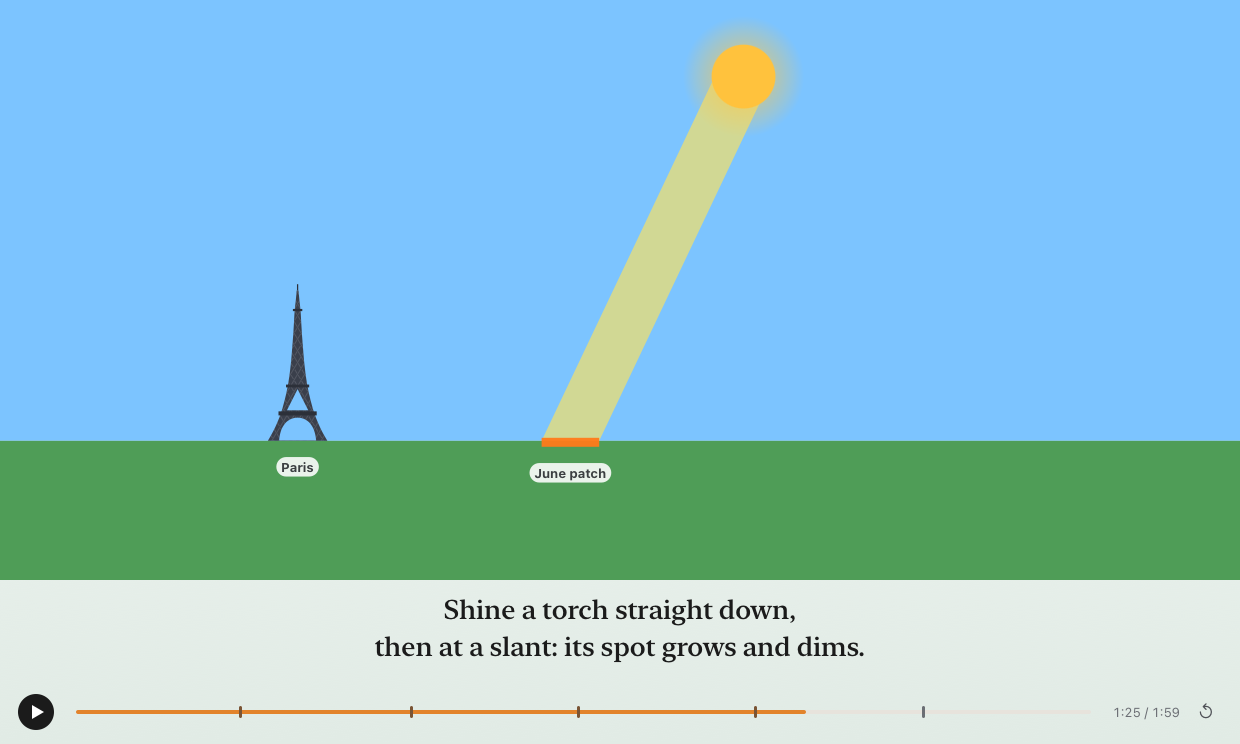 Paris
June patch
Shine a torch straight down,
then at a slant: its spot grows and dims.
1:25 / 1:59